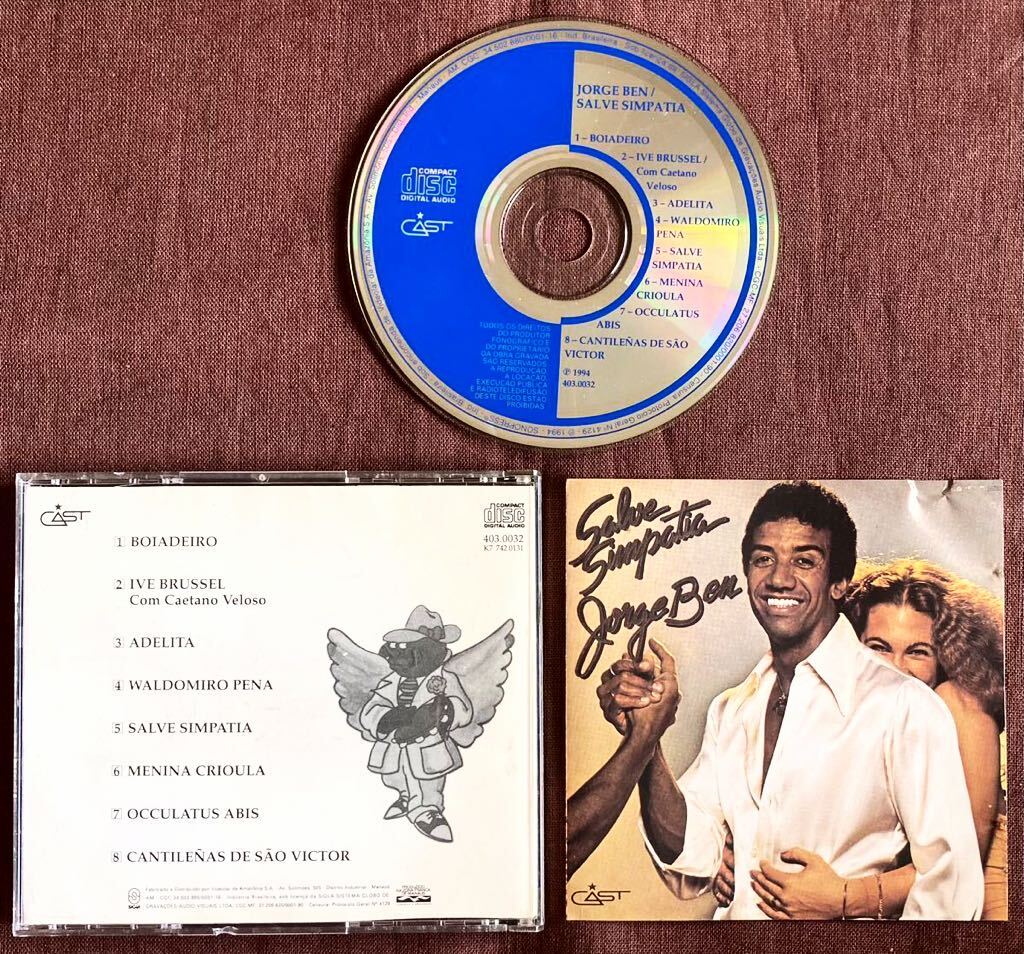 JORGE BEN /
SALVE SIMPATIA
1 – BOIADEIRO
2 – IVE BRUSSEL /
Com Caetano
Veloso
3 – ADELITA
4 – WALDOMIRO
PENA
5 – SALVE
SIMPATIA
6 – MENINA
CRIOULA
7 – OCCULATUS
ABIS
8 – CANTILEÑAS DE SÃO
VICTOR
℗ 1994
403.0032
COMPACT
disc
DIGITAL AUDIO
CAST
TODOS OS DIREITOS
DO PRODUTOR
FONOGRÁFICO E
DO PROPRIETÁRIO
DA OBRA GRAVADA
SÃO RESERVADOS.
A REPRODUÇÃO,
A LOCAÇÃO,
EXECUÇÃO PÚBLICA
E RADIOTELEDIFUSÃO
DESTE DISCO ESTÃO
PROIBIDAS.
CAST
COMPACT
disc
DIGITAL AUDIO
403.0032
K7 742.0131
1 BOIADEIRO
2 IVE BRUSSEL
Com Caetano Veloso
3 ADELITA
4 WALDOMIRO PENA
5 SALVE SIMPATIA
6 MENINA CRIOULA
7 OCCULATUS ABIS
8 CANTILEÑAS DE SÃO VICTOR
Salve
Simpatia
Jorge Ben
CAST